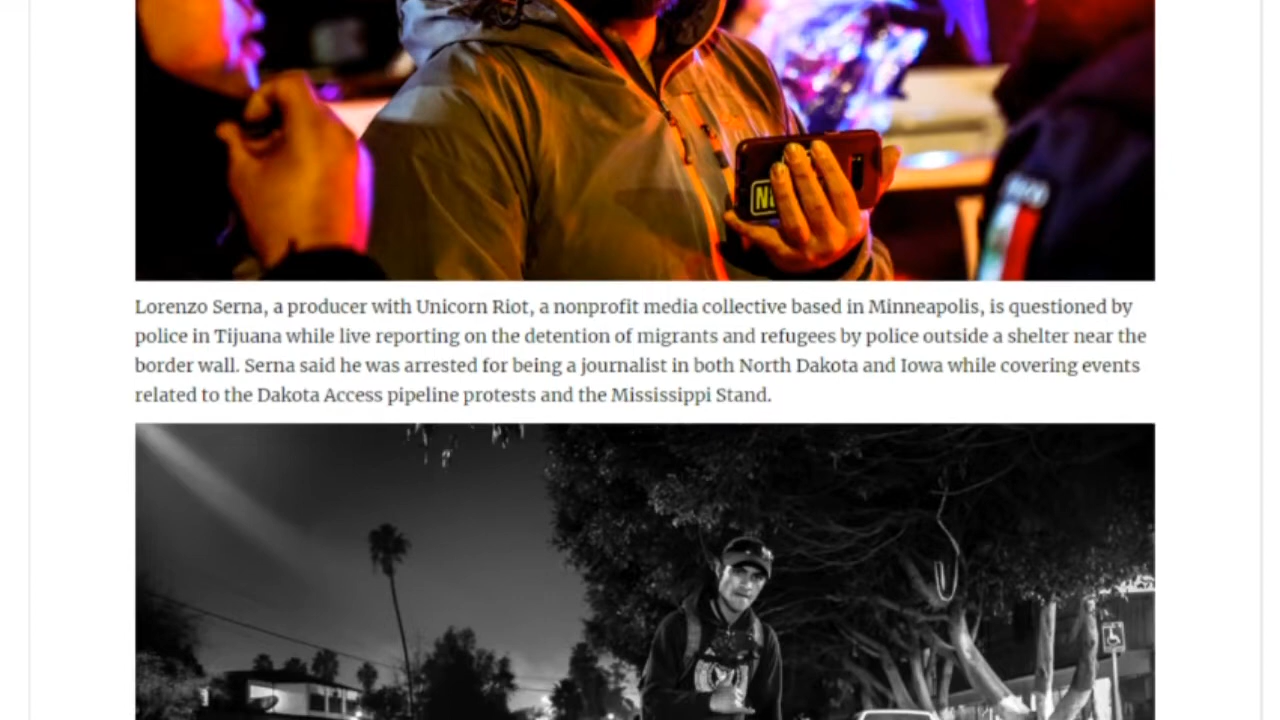 Lorenzo Serna, a producer with Unicorn Riot, a nonprofit media collective based in Minneapolis, is questioned by
police in Tijuana while live reporting on the detention of migrants and refugees by police outside a shelter near the
border wall. Serna said he was arrested for being a journalist in both North Dakota and Iowa while covering events
related to the Dakota Access pipeline protests and the Mississippi Stand.